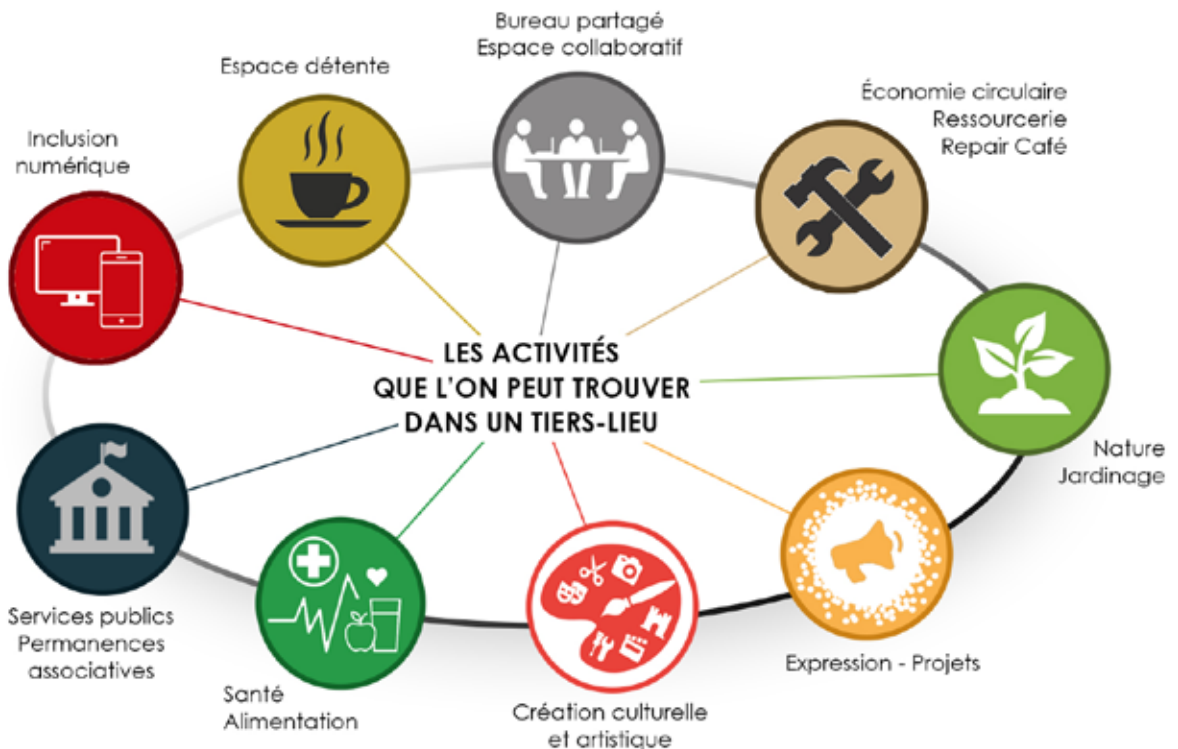 Bureau partagé
Espace collaboratif
Espace détente
Économie circulaire
Ressourcerie
Repair Café
Inclusion
numérique
LES ACTIVITÉS
QUE L'ON PEUT TROUVER
DANS UN TIERS-LIEU
Nature
Jardinage
Services publics
Permanences
associatives
Expression - Projets
Santé
Alimentation
Création culturelle
et artistique